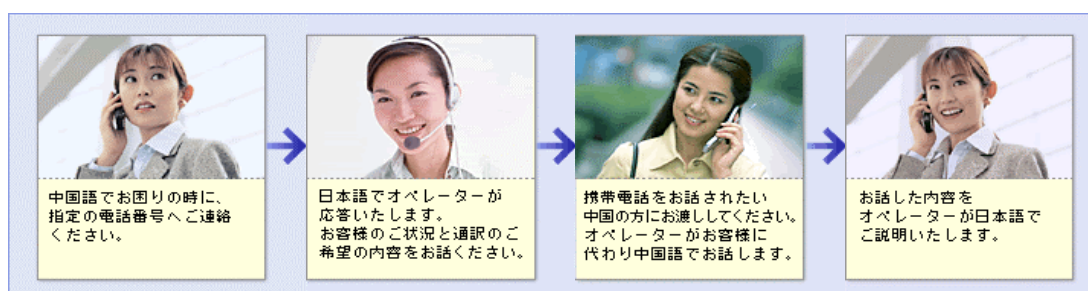 中国語でお困りの時に、
指定の電話番号へご連絡
ください。
日本語でオペレーターが
応答いたします。
お客様のご状況と通訳のご
希望の内容をお話ください。
携帯電話をお話されたい
中国の方にお渡ししてください。
オペレーターがお客様に
代わり中国語でお話します。
お話した内容を
オペレーターが日本語で
ご説明いたします。